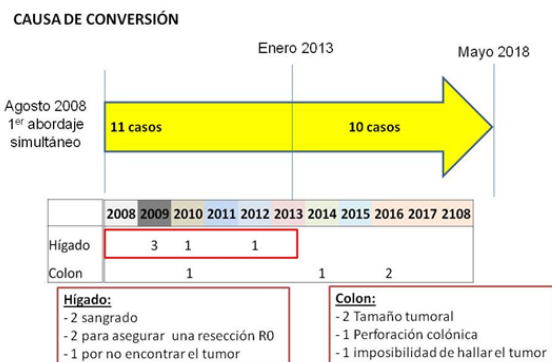 CAUSA DE CONVERSIÓN
Enero 2013
Mayo 2018
Agosto 2008
1er abordaje
simultáneo
11 casos
10 casos
2008 2009 2010 2011 2012 2013 2014 2015 2016 2017 2108
Hígado 3 1 1
Colon 1 1 2
Hígado:
- 2 sangrado
- 2 para asegurar una resección R0
- 1 por no encontrar el tumor
Colon:
- 2 Tamaño tumoral
- 1 Perforación colónica
- 1 imposibilidad de hallar el tumor